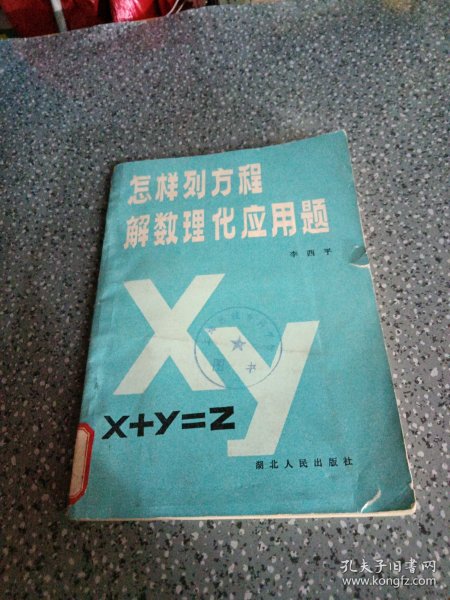 怎样列方程
解数理化应用题
李西平
xy
x+y=z
湖北人民出版社
孔夫子旧书网
www.kongfz.com